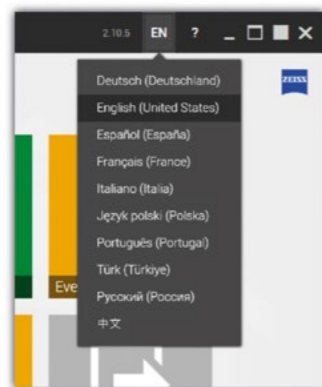 2.10.5 EN ?
ZEISS
Deutsch (Deutschland)
English (United States)
Español (España)
Français (France)
Italiano (Italia)
Język polski (Polska)
Português (Portugal)
Türk (Türkiye)
Русский (Россия)
中文
Eve